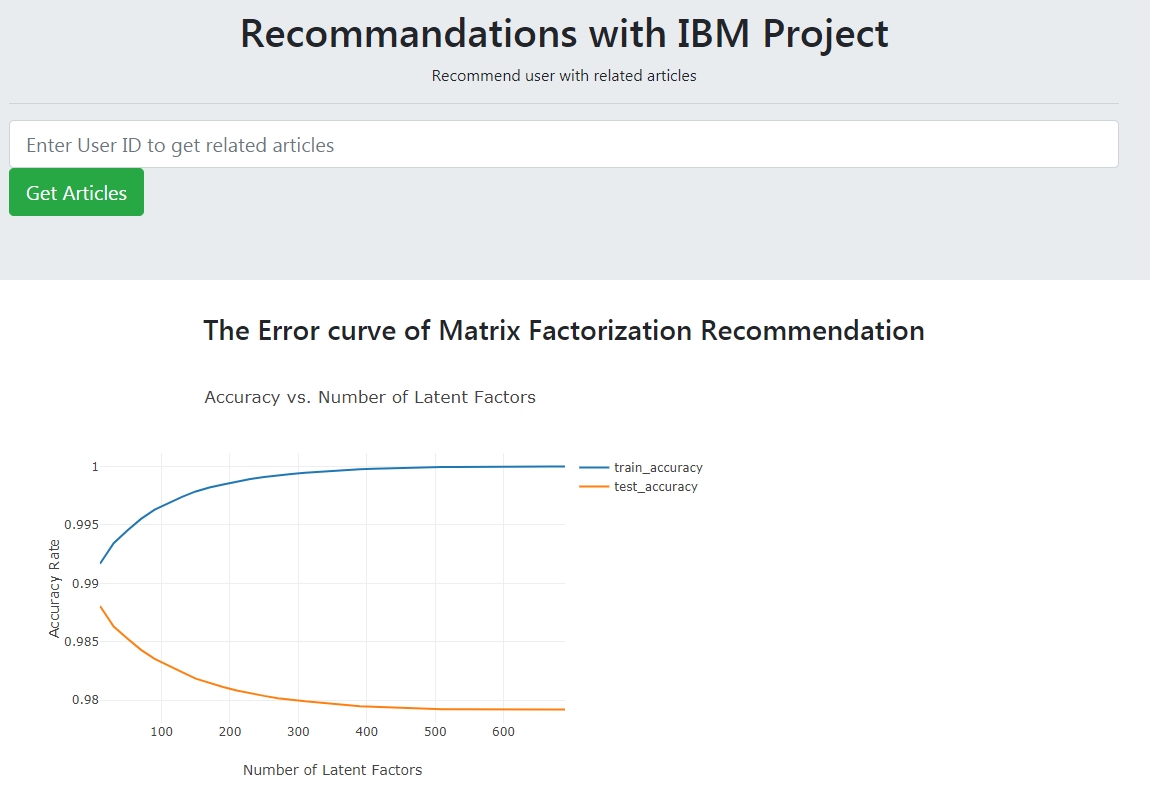 Recommandations with IBM Project
Recommend user with related articles
Enter User ID to get related articles
Get Articles
The Error curve of Matrix Factorization Recommendation
Accuracy vs. Number of Latent Factors
1
0.995
0.99
0.985
0.98
Accuracy Rate
100 200 300 400 500 600
Number of Latent Factors
train_accuracy
test_accuracy